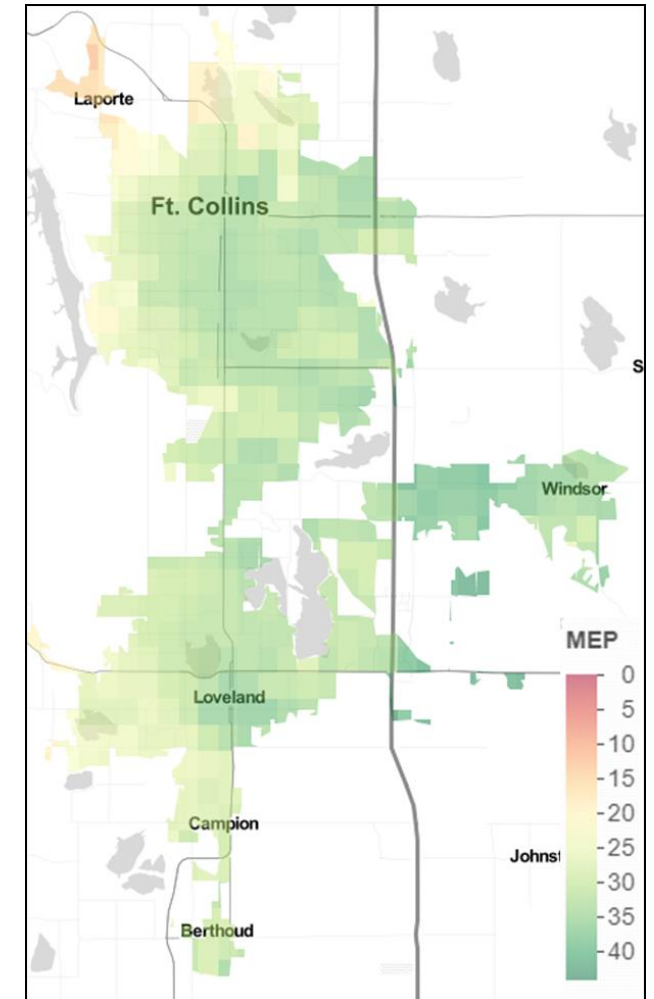 Laporte
Ft. Collins
S
Windsor
MEP
0
5
10
15
20
25
30
35
40
Loveland
Campion
Johnst
Berthoud